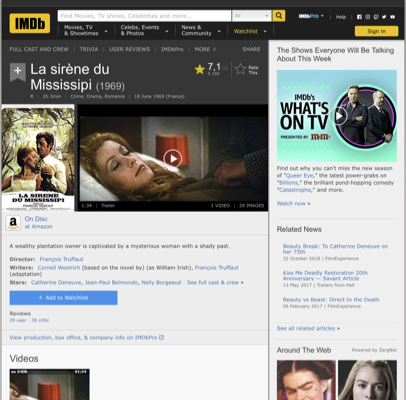 IMDb
Find Movies, TV shows, Celebrities and more...
All
IMDbPro
Help
Movies, TV
& Showtimes
Celebs, Events
& Photos
News &
Community
Watchlist
Sign in
FULL CAST AND CREW | TRIVIA | USER REVIEWS | IMDbPro | MORE
SHARE
La sirène du
Mississipi (1969)
7,1
Rate
This
R | 2h 3min | Crime, Drama, Romance | 18 June 1969 (France)
LA SIRENE DU
MISSISSIPI
1:34 | Trailer
1 VIDEO | 29 IMAGES
On Disc
at Amazon
A wealthy plantation owner is captivated by a mysterious woman with a shady past.
Director: François Truffaut
Writers: Cornell Woolrich (based on the novel by) (as William Irish), François Truffaut
(adaptation)
Stars: Catherine Deneuve, Jean-Paul Belmondo, Nelly Borgeaud | See full cast & crew »
+ Add to Watchlist
Reviews
29 user | 38 critic
View production, box office, & company info on IMDbPro
Videos
The Shows Everyone Will Be Talking
About This Week
IMDb's
WHAT'S
ON TV
PRESENTED BY
Find out why you can't miss the new season
of "Queer Eye," the latest power-grabs on
"Billions," the brilliant pond-hopping comedy
"Catastrophe," and more.
Watch now »
Related News
Beauty Break: To Catherine Deneuve on
her 75th
22 October 2018 | FilmExperience
Kiss Me Deadly Restoration 20th
Anniversary — Savant Article
13 May 2017 | Trailers from Hell
Beauty vs Beast: Direct to the Death
06 February 2017 | FilmExperience
See all related articles »
Around The Web
Powered by ZergNet